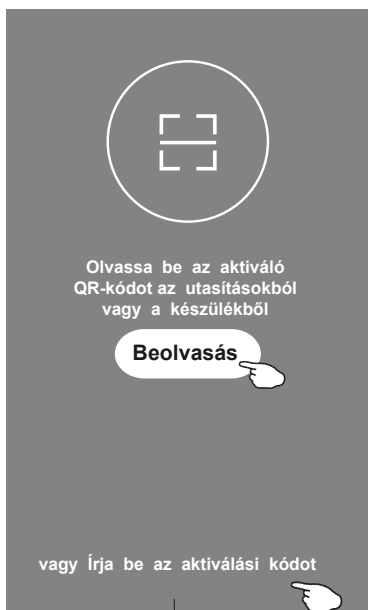 Olvassa be az aktiváló
QR-kódot az utasításokból
vagy a készülékből
Beolvasás
vagy Írja be az aktiválási kódot